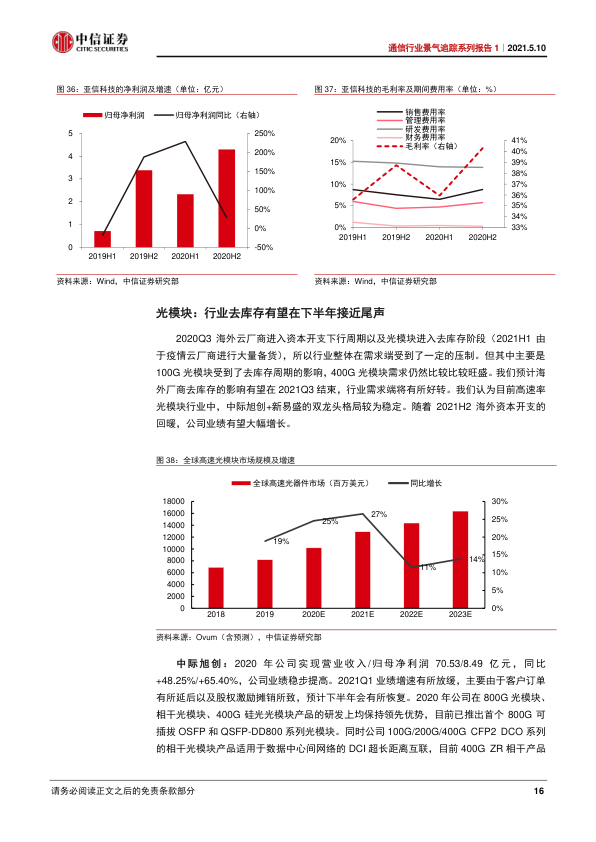 中信证券
CITIC SECURITIES
通信行业景气追踪系列报告 1｜2021.5.10
图 36：亚信科技的净利润及增速（单位：亿元）
归母净利润 归母净利润同比（右轴）
5
4
3
2
1
0
250%
200%
150%
100%
50%
0%
-50%
2019H1 2019H2 2020H1 2020H2
资料来源：Wind，中信证券研究部
图 37：亚信科技的毛利率及期间费用率（单位：%）
销售费用率
管理费用率
研发费用率
财务费用率
毛利率（右轴）
20%
15%
10%
5%
0%
41%
40%
39%
38%
37%
36%
35%
34%
33%
2019H1 2019H2 2020H1 2020H2
资料来源：Wind，中信证券研究部
光模块：行业去库存有望在下半年接近尾声
2020Q3 海外云厂商进入资本开支下行周期以及光模块进入去库存阶段（2021H1 由
于疫情云厂商进行大量备货），所以行业整体在需求端受到了一定的压制。但其中主要是
100G 光模块受到了去库存周期的影响，400G 光模块需求仍然比较比较旺盛。我们预计海
外厂商去库存的影响有望在 2021Q3 结束，行业需求端将有所好转。我们认为目前高速率
光模块行业中，中际旭创+新易盛的双龙头格局较为稳定。随着 2021H2 海外资本开支的
回暖，公司业绩有望大幅增长。
图 38：全球高速光模块市场规模及增速
全球高速光器件市场（百万美元） 同比增长
18000
16000
14000
12000
10000
8000
6000
4000
2000
0
30%
25%
20%
15%
10%
5%
0%
19%
25%
27%
11%
14%
2018 2019 2020E 2021E 2022E 2023E
资料来源：Ovum（含预测），中信证券研究部
中际旭创：2020 年公司实现营业收入/归母净利润 70.53/8.49 亿元，同比
+48.25%/+65.40%，公司业绩稳步提高。2021Q1 业绩增速有所放缓，主要由于客户订单
有所延后以及股权激励摊销所致，预计下半年会有所恢复。2020 年公司在 800G 光模块、
相干光模块、400G 硅光光模块产品的研发上均保持领先优势，目前已推出首个 800G 可
插拔 OSFP 和 QSFP-DD800 系列光模块。同时公司 100G/200G/400G CFP2 DCO 系列
的相干光模块产品适用于数据中心间网络的 DCI 超长距离互联，目前 400G ZR 相干产品
请务必阅读正文之后的免责条款部分
16